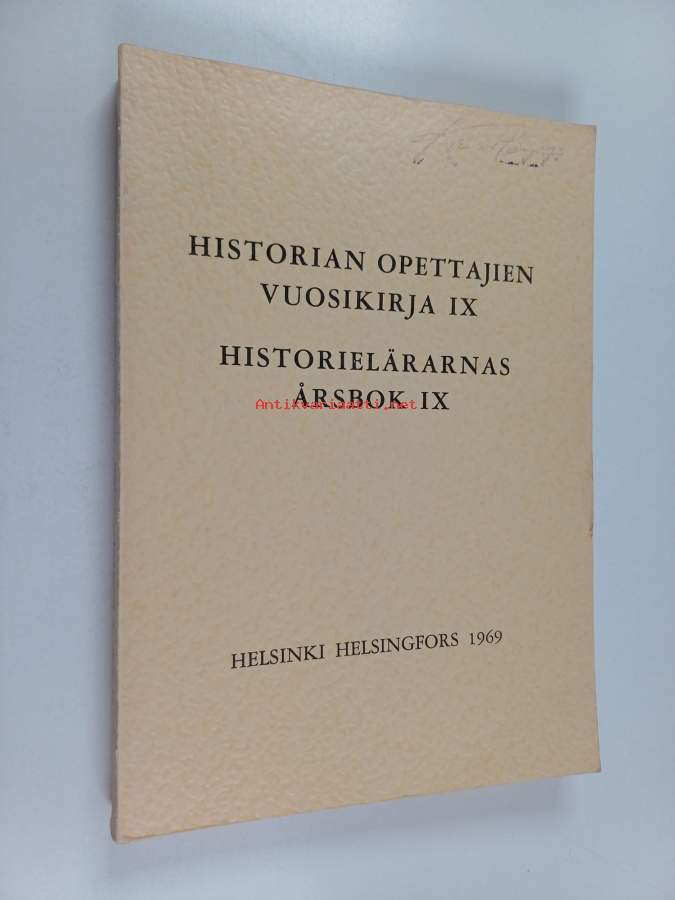 HISTORIAN OPETTAJIEN
VUOSIKIRJA IX
HISTORIELÄRARNAS
ÅRSBOK IX
Antikvariaatti.net
HELSINKI HELSINGFORS 1969